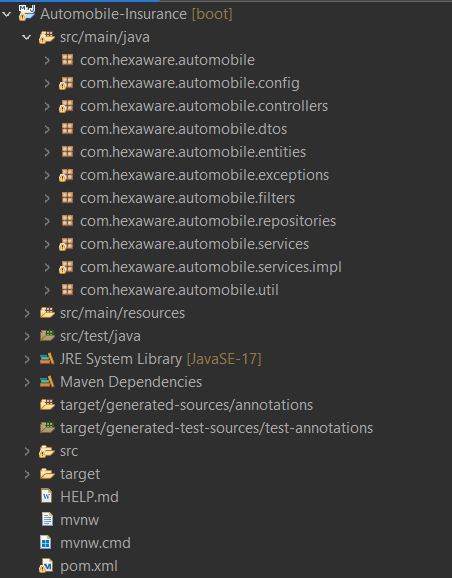 Automobile-Insurance [boot]
src/main/java
com.hexaware.automobile
com.hexaware.automobile.config
com.hexaware.automobile.controllers
com.hexaware.automobile.dtos
com.hexaware.automobile.entities
com.hexaware.automobile.exceptions
com.hexaware.automobile.filters
com.hexaware.automobile.repositories
com.hexaware.automobile.services
com.hexaware.automobile.services.impl
com.hexaware.automobile.util
src/main/resources
src/test/java
JRE System Library [JavaSE-17]
Maven Dependencies
target/generated-sources/annotations
target/generated-test-sources/test-annotations
src
target
HELP.md
mvnw
mvnw.cmd
pom.xml